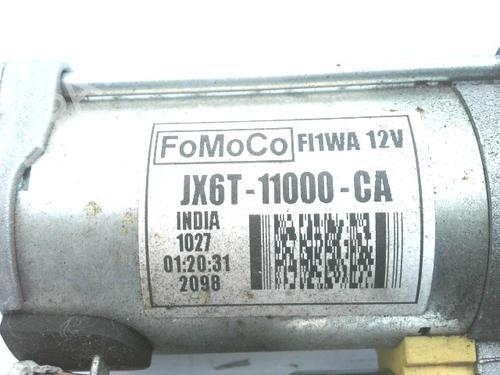 FoMoCo FI1WA 12V
JX6T-11000-CA
INDIA
1027
01:20:31
2098